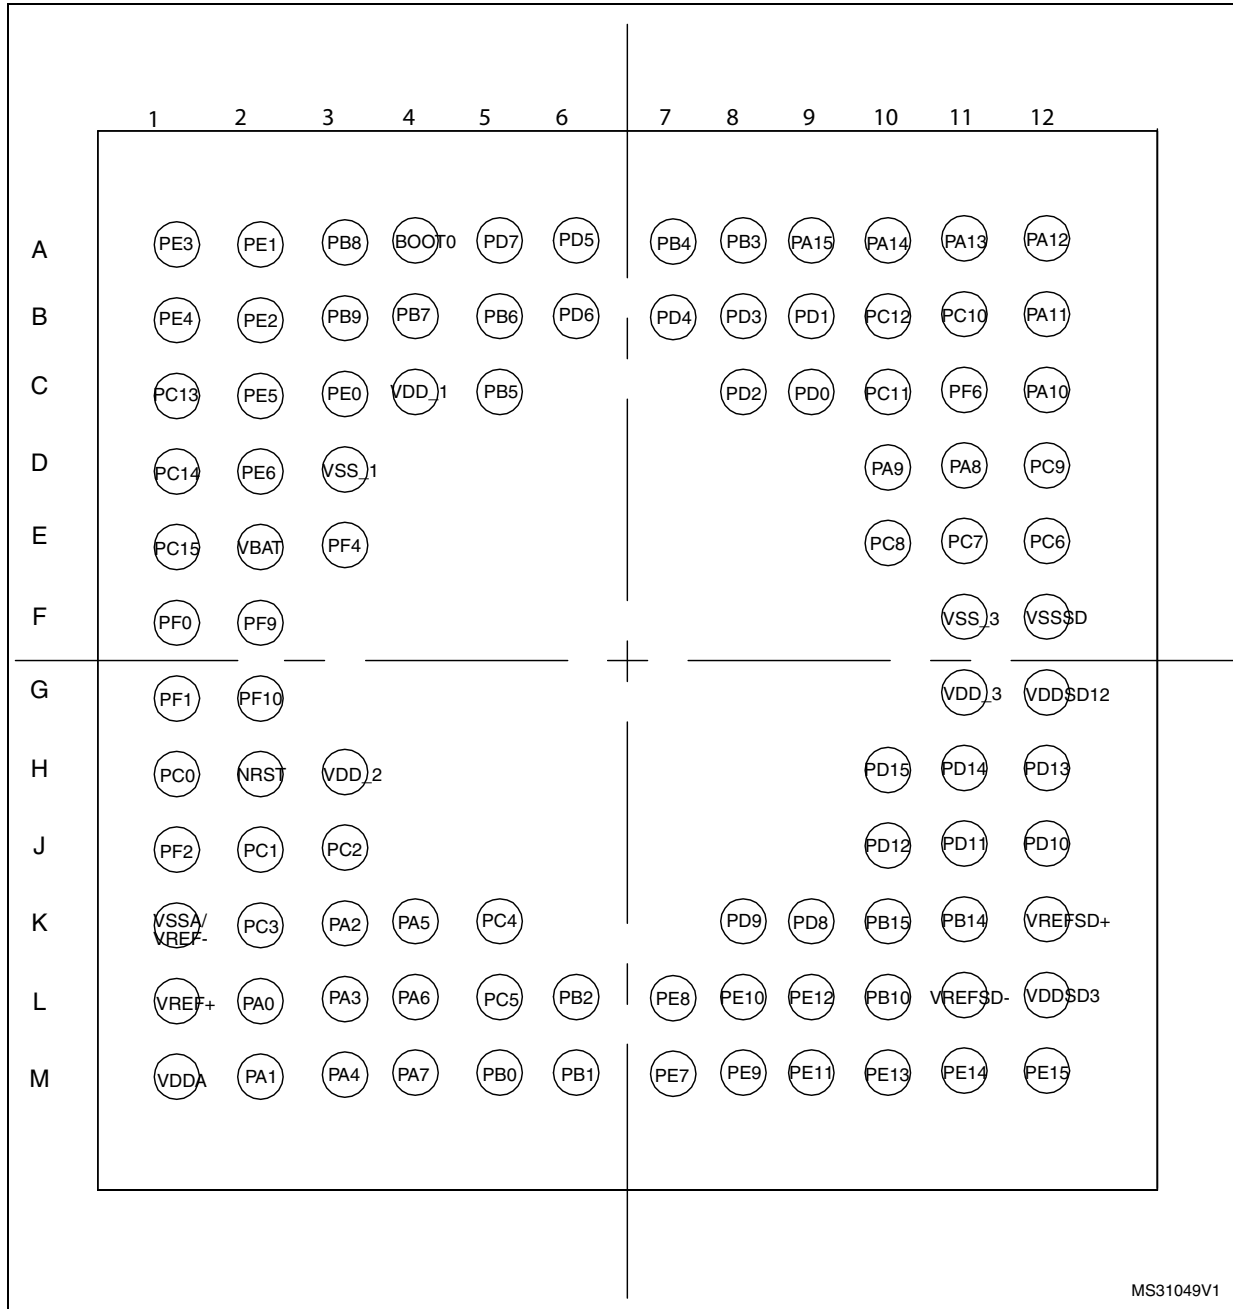 1 2 3 4 5 6 7 8 9 10 11 12
A PE3 PE1 PB8 BOOT0 PD7 PD5 PB4 PB3 PA15 PA14 PA13 PA12
B PE4 PE2 PB9 PB7 PB6 PD6 PD4 PD3 PD1 PC12 PC10 PA11
C PC13 PE5 PE0 VDD_1 PB5 PD2 PD0 PC11 PF6 PA10
D PC14 PE6 VSS_1 PA9 PA8 PC9
E PC15 VBAT PF4 PC8 PC7 PC6
F PF0 PF9 VSS_3 VSSSD
G PF1 PF10 VDD_3 VDDSD12
H PC0 NRST VDD_2 PD15 PD14 PD13
J PF2 PC1 PC2 PD12 PD11 PD10
K VSSA/ VREF- PC3 PA2 PA5 PC4 PD9 PD8 PB15 PB14 VREFSD+
L VREF+ PA0 PA3 PA6 PC5 PB2 PE8 PE10 PE12 PB10 VREFSD- VDDSD3
M VDDA PA1 PA4 PA7 PB0 PB1 PE7 PE9 PE11 PE13 PE14 PE15
MS31049V1